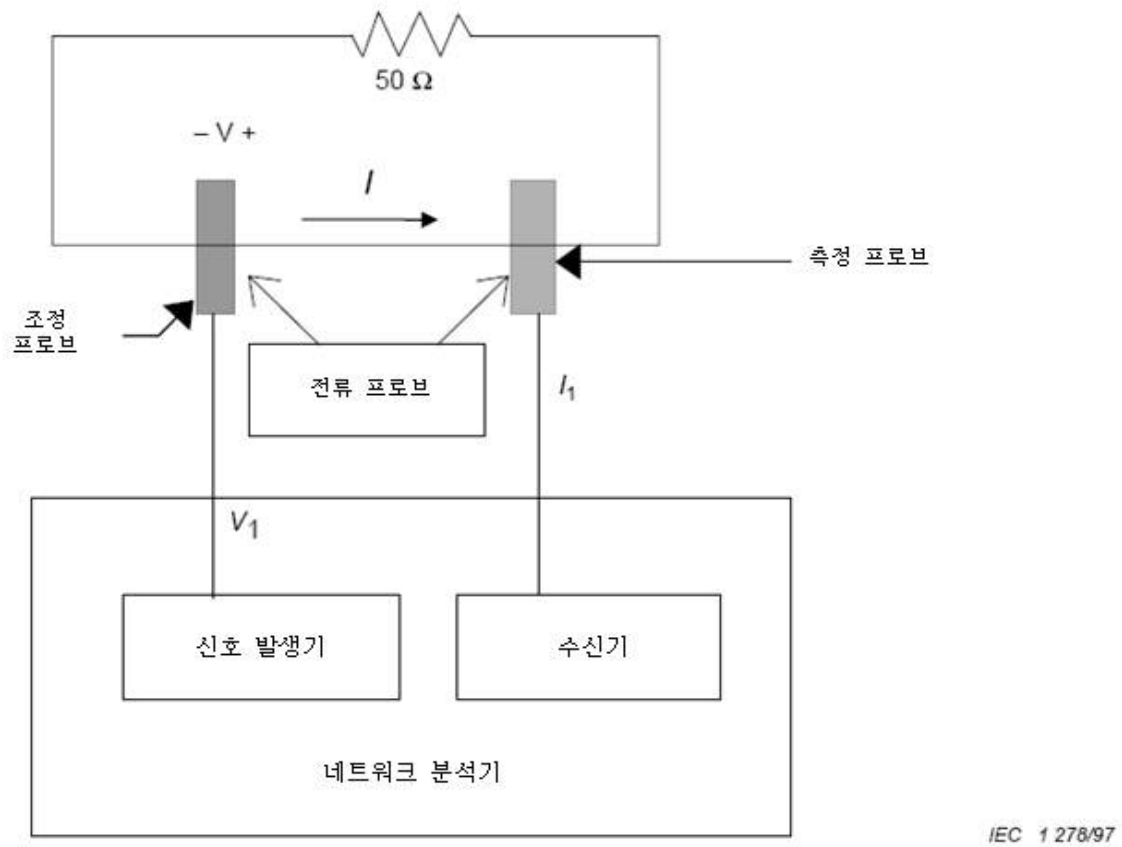 50 Ω
– V +
I
측정 프로브
조정
프로브
전류 프로브
I1
V1
신호 발생기
수신기
네트워크 분석기
IEC 1 278/97